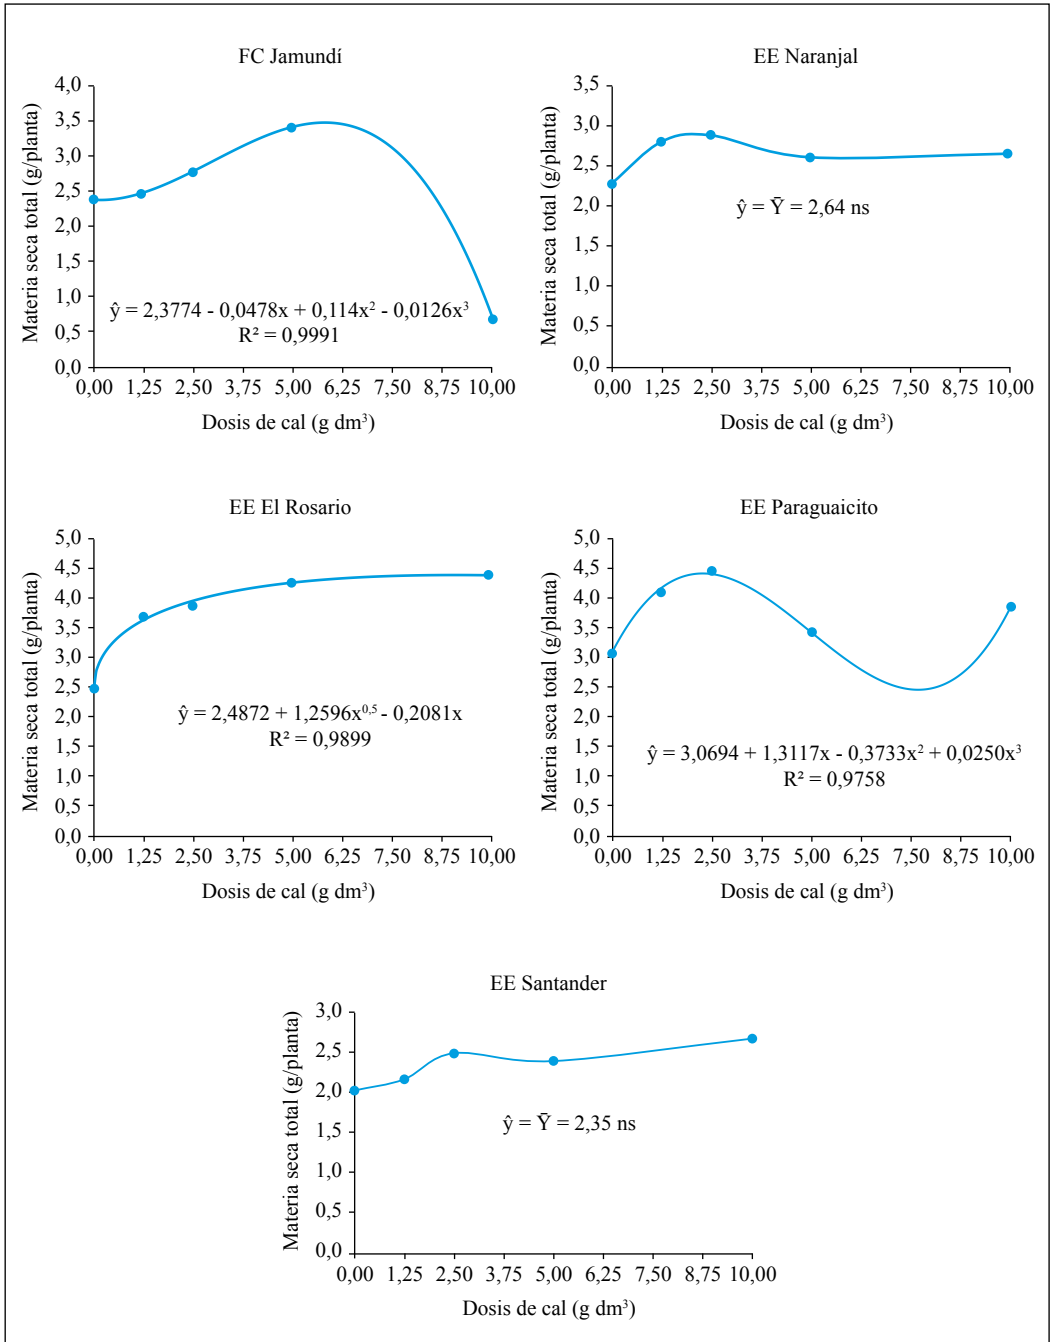 FC Jamundí
Materia seca total (g/planta)
4,0
3,5
3,0
2,5
2,0
1,5
1,0
0,5
0,0
ŷ = 2,3774 - 0,0478x + 0,114x² - 0,0126x³
R² = 0,9991
0,00 1,25 2,50 3,75 5,00 6,25 7,50 8,75 10,00
Dosis de cal (g dm³)
EE Naranjal
Materia seca total (g/planta)
3,5
3,0
2,5
2,0
1,5
1,0
0,5
0,0
ŷ = Ȳ = 2,64 ns
0,00 1,25 2,50 3,75 5,00 6,25 7,50 8,75 10,00
Dosis de cal (g dm³)
EE El Rosario
Materia seca total (g/planta)
5,0
4,5
4,0
3,5
3,0
2,5
2,0
1,5
1,0
0,5
0,0
ŷ = 2,4872 + 1,2596x⁰,⁵ - 0,2081x
R² = 0,9899
0,00 1,25 2,50 3,75 5,00 6,25 7,50 8,75 10,00
Dosis de cal (g dm³)
EE Paraguaicito
Materia seca total (g/planta)
5,0
4,5
4,0
3,5
3,0
2,5
2,0
1,5
1,0
0,5
0,0
ŷ = 3,0694 + 1,3117x - 0,3733x² + 0,0250x³
R² = 0,9758
0,00 1,25 2,50 3,75 5,00 6,25 7,50 8,75 10,00
Dosis de cal (g dm³)
EE Santander
Materia seca total (g/planta)
3,0
2,5
2,0
1,5
1,0
0,5
0,0
ŷ = Ȳ = 2,35 ns
0,00 1,25 2,50 3,75 5,00 6,25 7,50 8,75 10,00
Dosis de cal (g dm³)